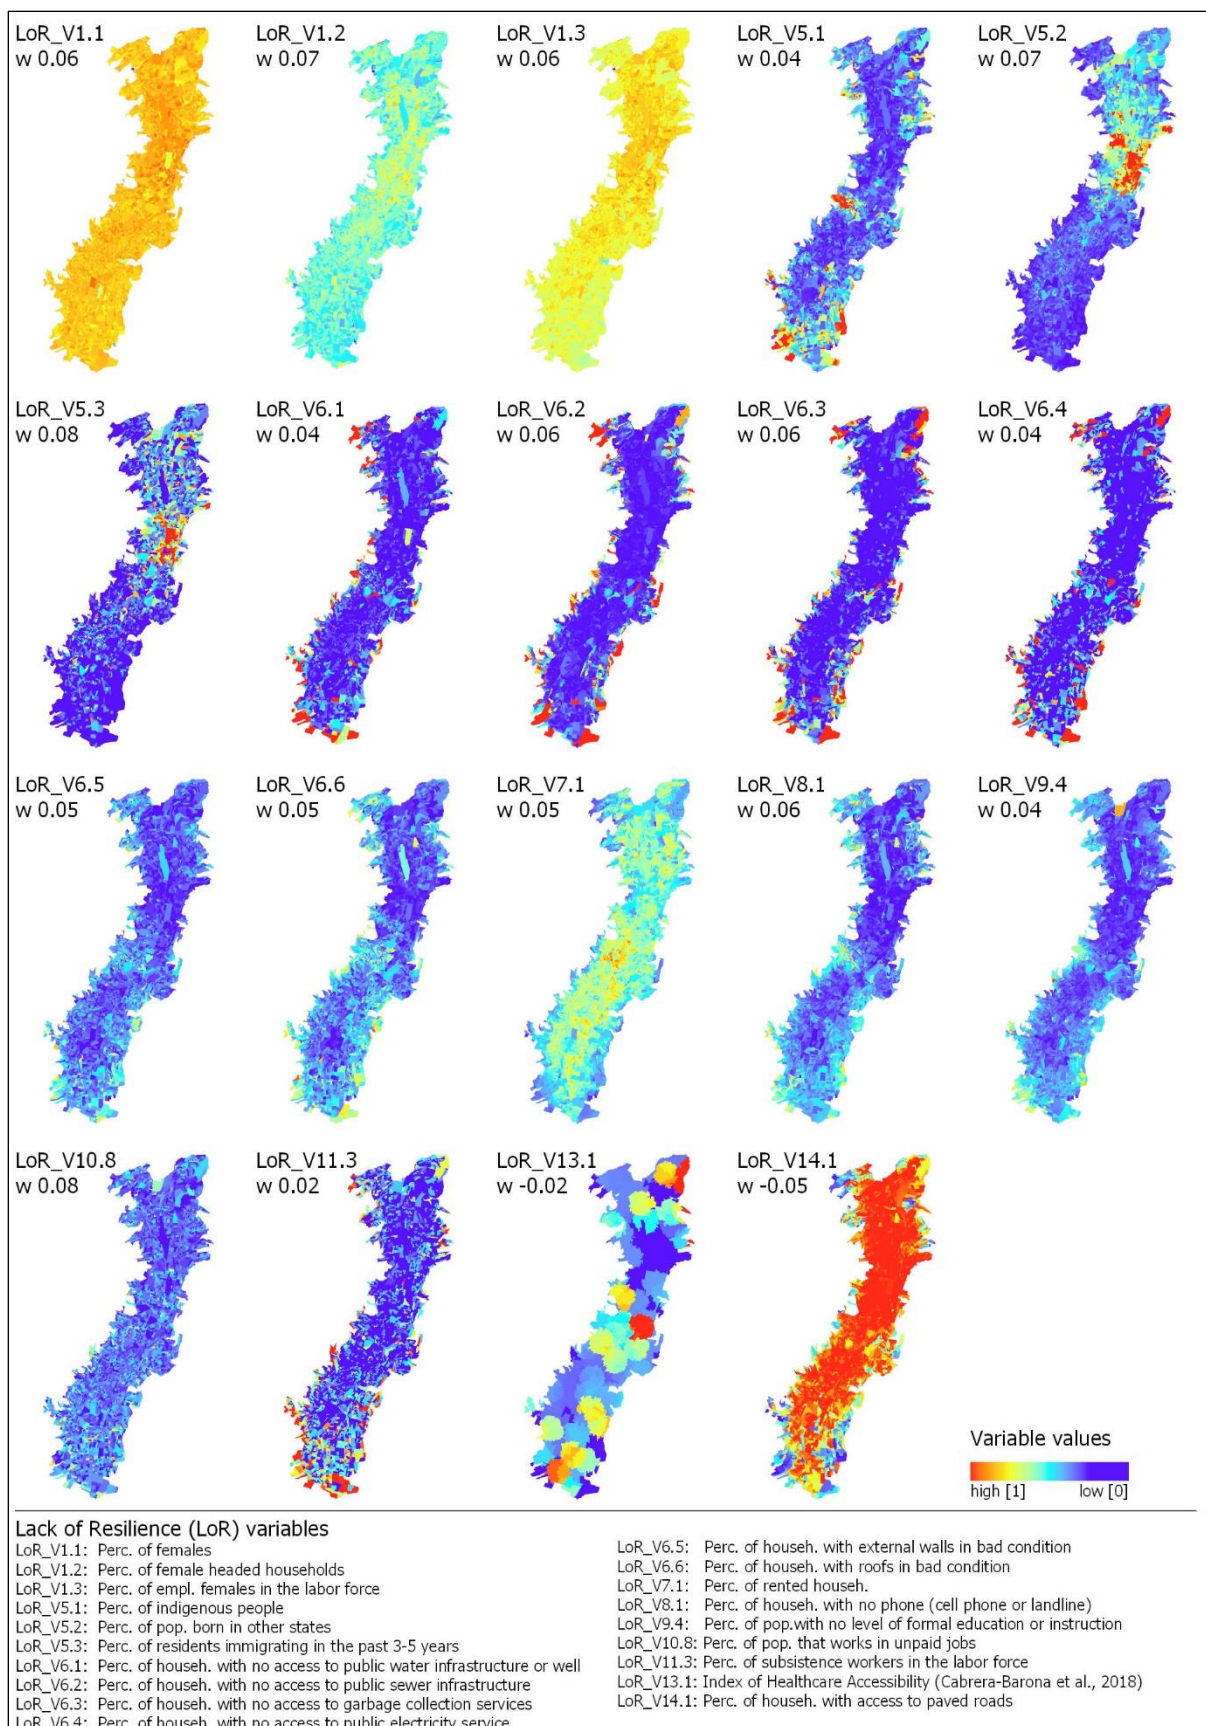 LoR_V1.1 LoR_V1.2 LoR_V1.3 LoR_V5.1 LoR_V5.2
w 0.06 w 0.07 w 0.06 w 0.04 w 0.07
LoR_V5.3 LoR_V6.1 LoR_V6.2 LoR_V6.3 LoR_V6.4
w 0.08 w 0.04 w 0.06 w 0.06 w 0.04
LoR_V6.5 LoR_V6.6 LoR_V7.1 LoR_V8.1 LoR_V9.4
w 0.05 w 0.05 w 0.05 w 0.06 w 0.04
LoR_V10.8 LoR_V11.3 LoR_V13.1 LoR_V14.1
w 0.08 w 0.02 w -0.02 w -0.05
Variable values
high [1] low [0]
Lack of Resilience (LoR) variables
LoR_V1.1: Perc. of females
LoR_V1.2: Perc. of female headed households
LoR_V1.3: Perc. of empl. females in the labor force
LoR_V5.1: Perc. of indigenous people
LoR_V5.2: Perc. of pop. born in other states
LoR_V5.3: Perc. of residents immigrating in the past 3-5 years
LoR_V6.1: Perc. of househ. with no access to public water infrastructure or well
LoR_V6.2: Perc. of househ. with no access to public sewer infrastructure
LoR_V6.3: Perc. of househ. with no access to garbage collection services
LoR_V6.4: Perc. of househ. with no access to public electricity service
LoR_V6.5: Perc. of househ. with external walls in bad condition
LoR_V6.6: Perc. of househ. with roofs in bad condition
LoR_V7.1: Perc. of rented househ.
LoR_V8.1: Perc. of househ. with no phone (cell phone or landline)
LoR_V9.4: Perc. of pop.with no level of formal education or instruction
LoR_V10.8: Perc. of pop. that works in unpaid jobs
LoR_V11.3: Perc. of subsistence workers in the labor force
LoR_V13.1: Index of Healthcare Accessibility (Cabrera-Barona et al., 2018)
LoR_V14.1: Perc. of househ. with access to paved roads